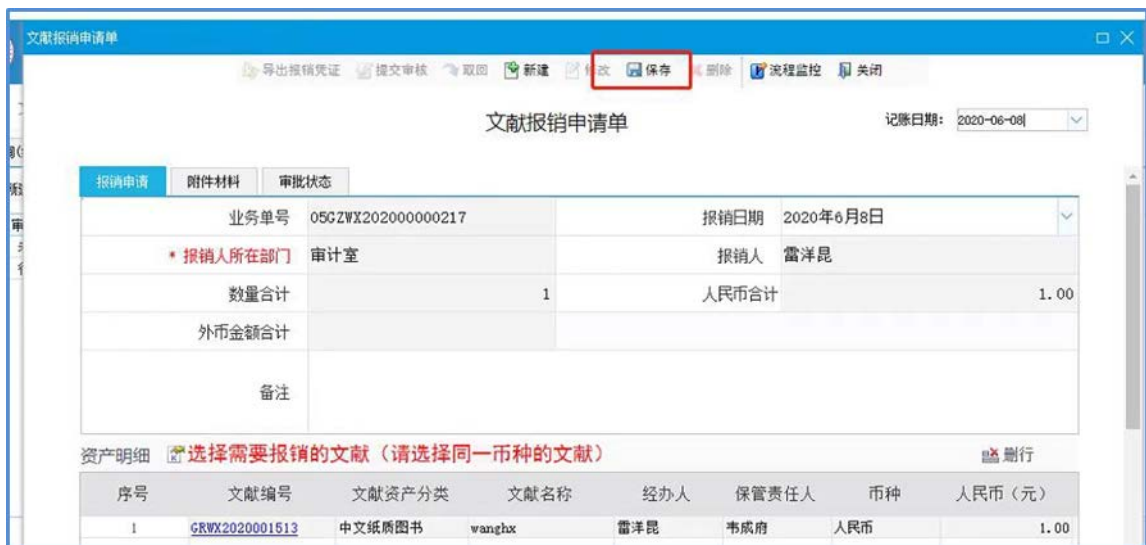 文献报销申请单
导出报销凭证 提交审核 取回 新建 修改 保存 删除 流程监控 关闭
文献报销申请单 记账日期: 2020-06-08
报销申请 附件材料 审批状态
业务单号 05GZWX202000000217 报销日期 2020年6月8日
* 报销人所在部门 审计室 报销人 雷洋昆
数量合计 1 人民币合计 1.00
外币金额合计
备注
资产明细 选择需要报销的文献（请选择同一币种的文献） 删行
序号 文献编号 文献资产分类 文献名称 经办人 保管责任人 币种 人民币（元）
1 GRWX2020001513 中文纸质图书 wanghx 雷洋昆 韦成府 人民币 1.00